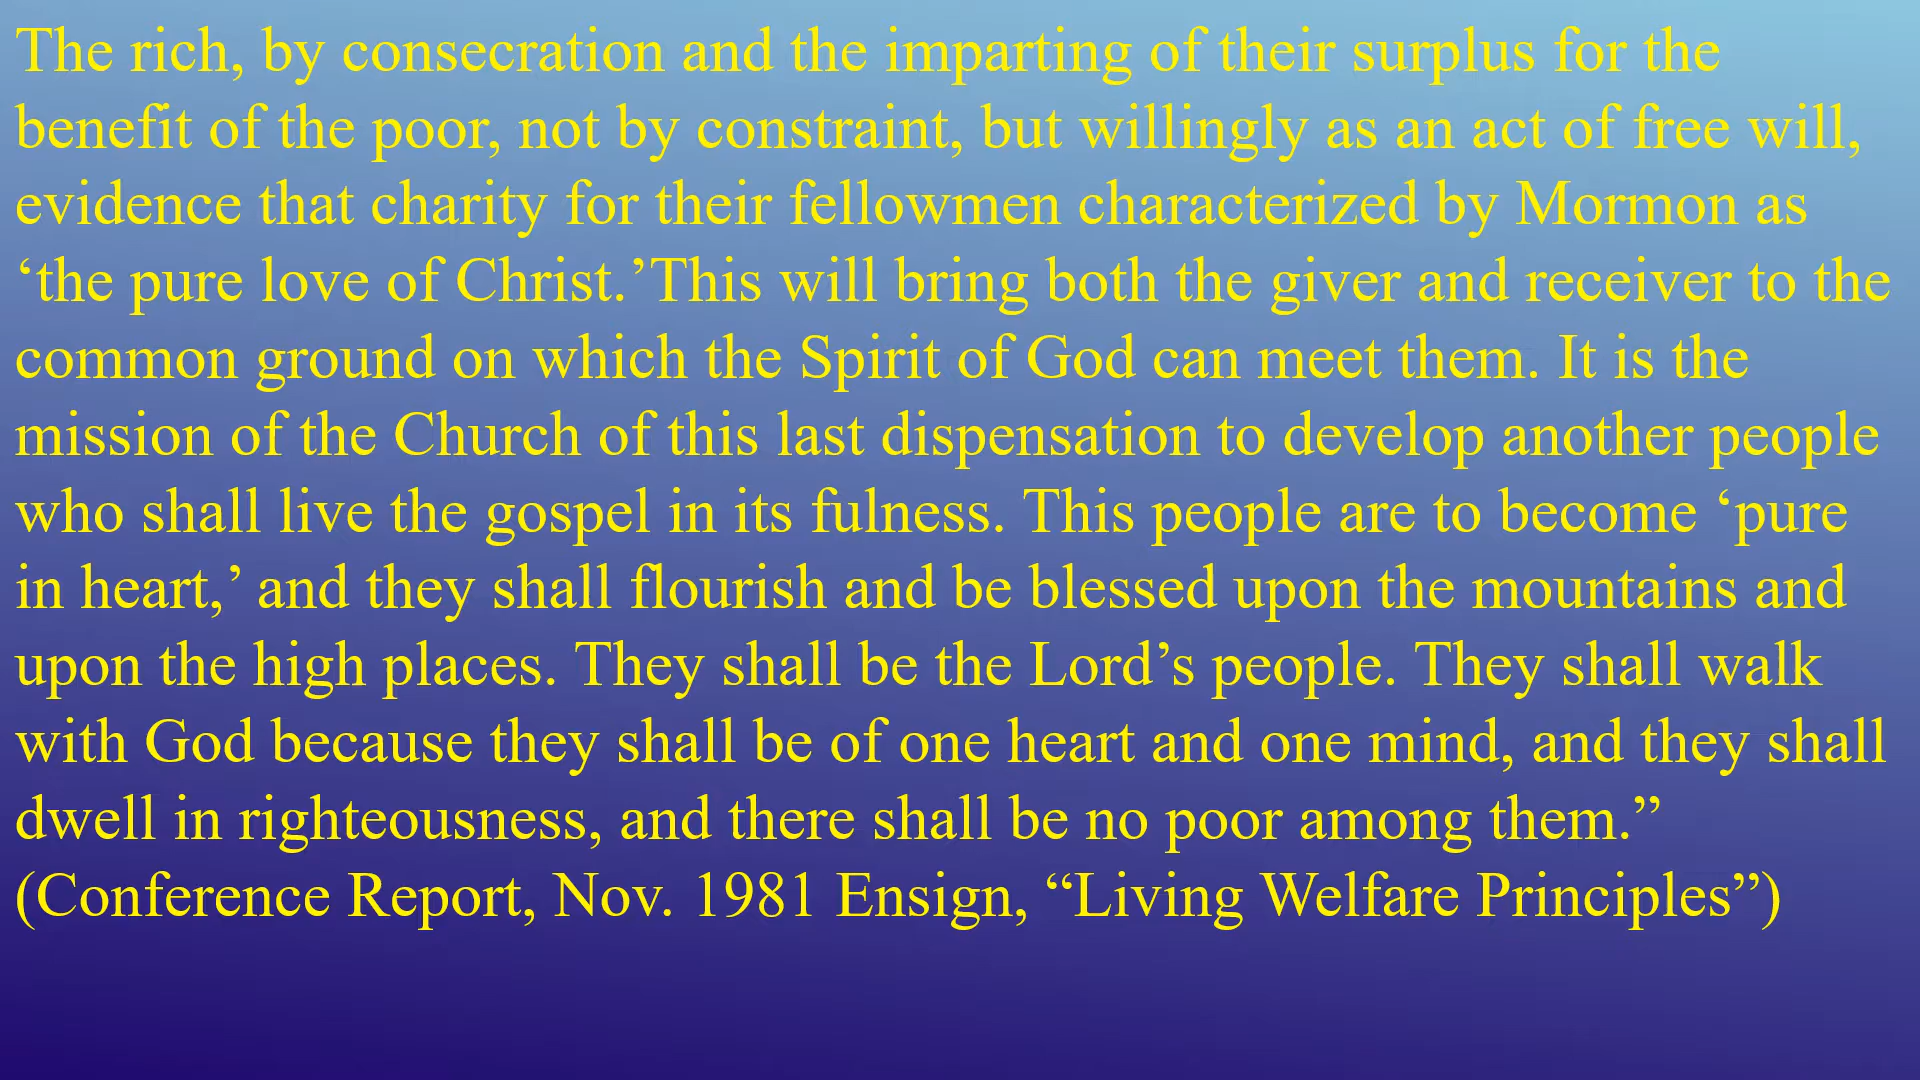 The rich, by consecration and the imparting of their surplus for the
benefit of the poor, not by constraint, but willingly as an act of free will,
evidence that charity for their fellowmen characterized by Mormon as
‘the pure love of Christ.’This will bring both the giver and receiver to the
common ground on which the Spirit of God can meet them. It is the
mission of the Church of this last dispensation to develop another people
who shall live the gospel in its fulness. This people are to become ‘pure
in heart,’ and they shall flourish and be blessed upon the mountains and
upon the high places. They shall be the Lord’s people. They shall walk
with God because they shall be of one heart and one mind, and they shall
dwell in righteousness, and there shall be no poor among them.”
(Conference Report, Nov. 1981 Ensign, “Living Welfare Principles”)